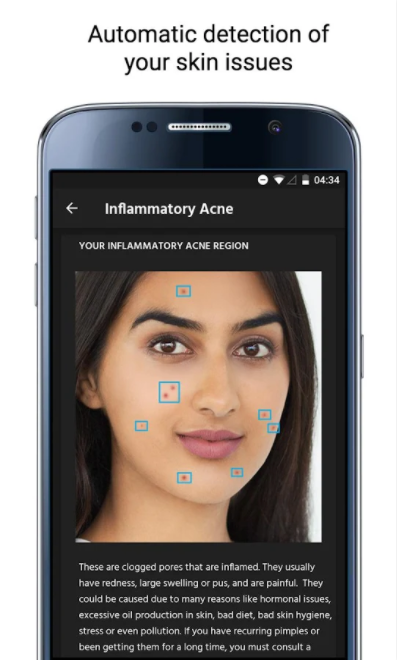 Automatic detection of
your skin issues
04:34
Inflammatory Acne
YOUR INFLAMMATORY ACNE REGION
These are clogged pores that are inflamed. They usually
have redness, large swelling or pus, and are painful. They
could be caused due to many reasons like hormonal issues,
excessive oil production in skin, bad diet, bad skin hygiene,
stress or even pollution. If you have recurring pimples or
been getting them for a long time, you must consult a